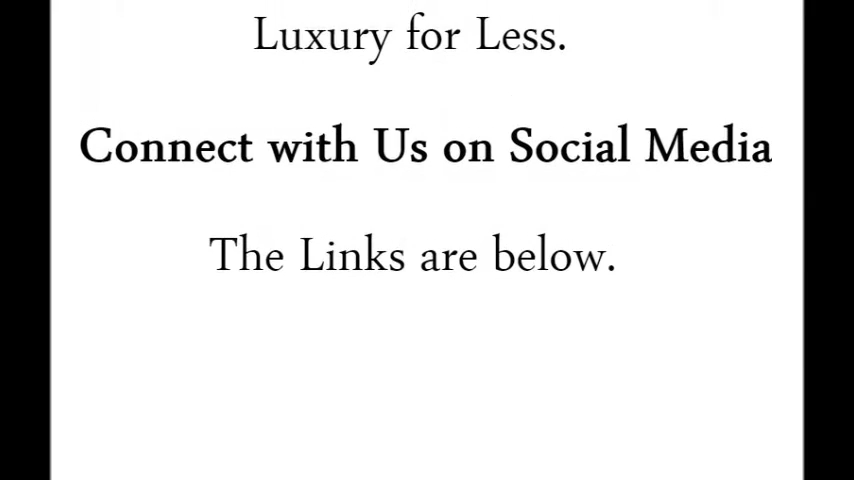 Luxury for Less.
Connect with Us on Social Media
The Links are below.